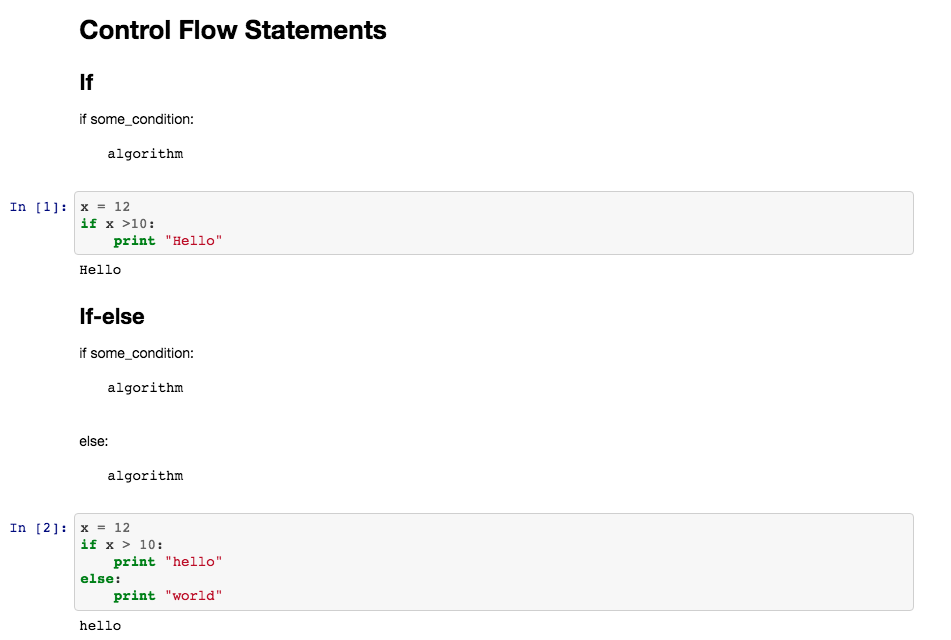 Control Flow Statements
If
if some_condition:
algorithm
In [1]: x = 12
if x >10:
    print "Hello"
Hello
If-else
if some_condition:
algorithm
else:
algorithm
In [2]: x = 12
if x > 10:
    print "hello"
else:
    print "world"
hello